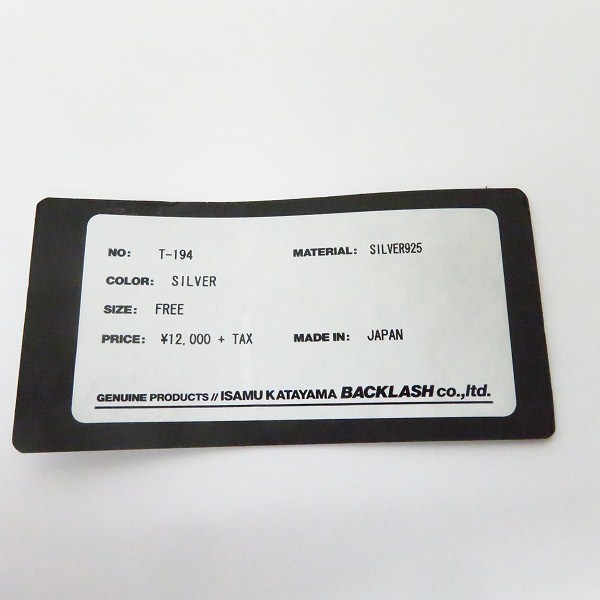 NO: T-194 MATERIAL: SILVER925
COLOR: SILVER
SIZE: FREE
PRICE: ¥12,000 + TAX MADE IN: JAPAN
GENUINE PRODUCTS // ISAMU KATAYAMA BACKLASH co.,ltd.